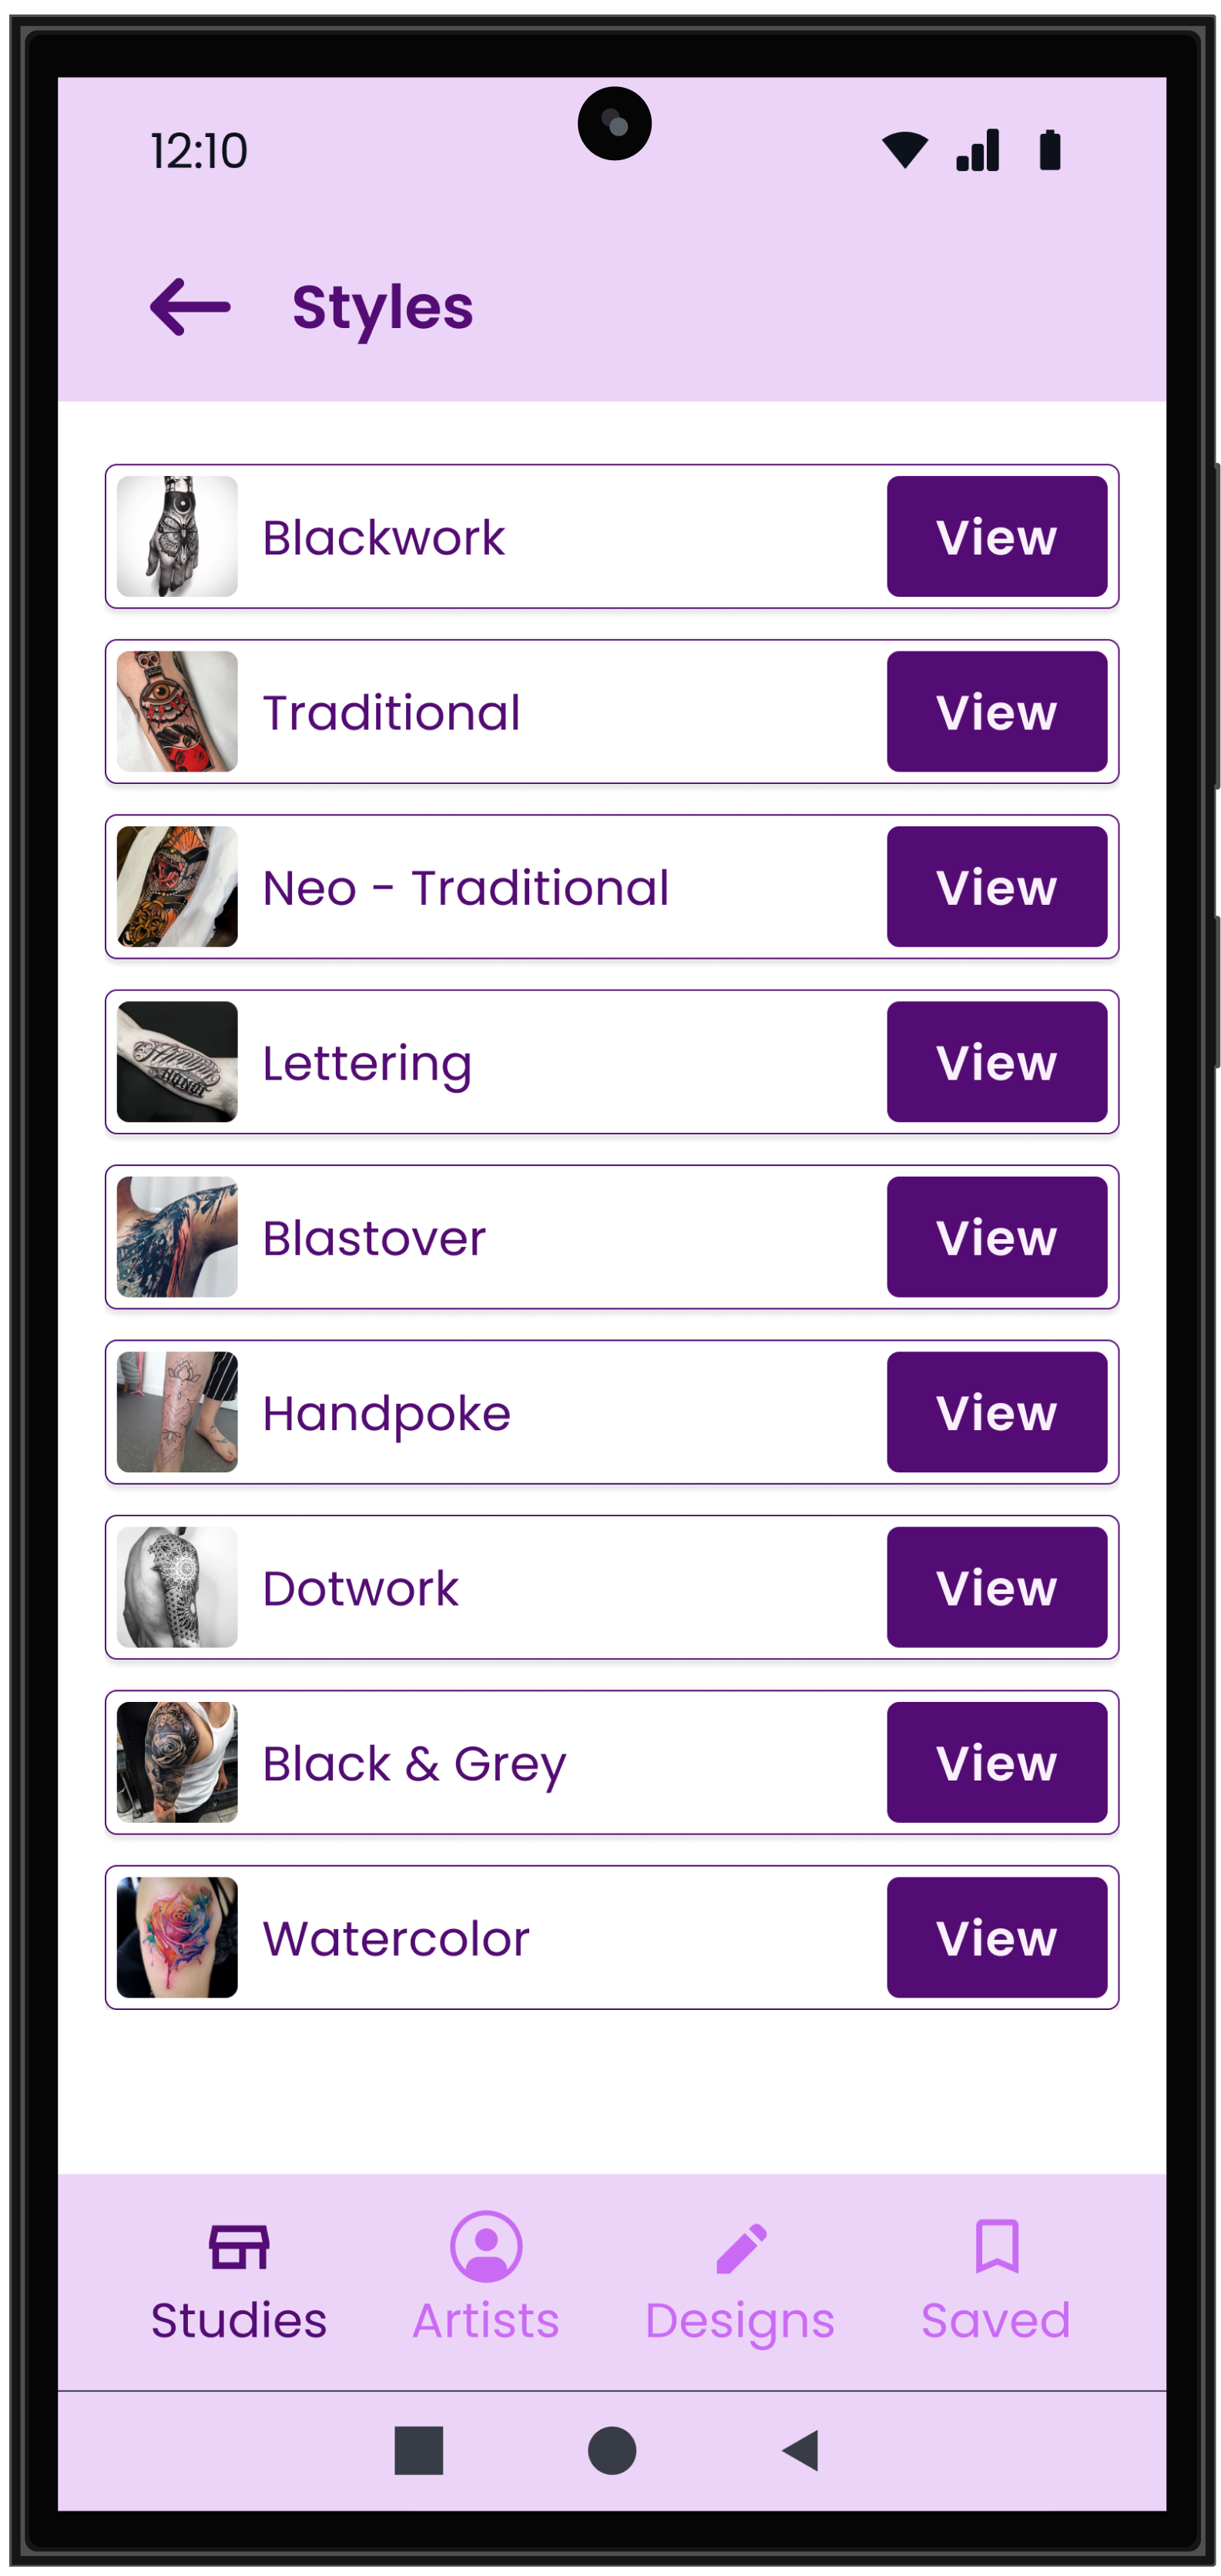 12:10
Styles
Blackwork View
Traditional View
Neo - Traditional View
Lettering View
Blastover View
Handpoke View
Dotwork View
Black & Grey View
Watercolor View
Studies Artists Designs Saved